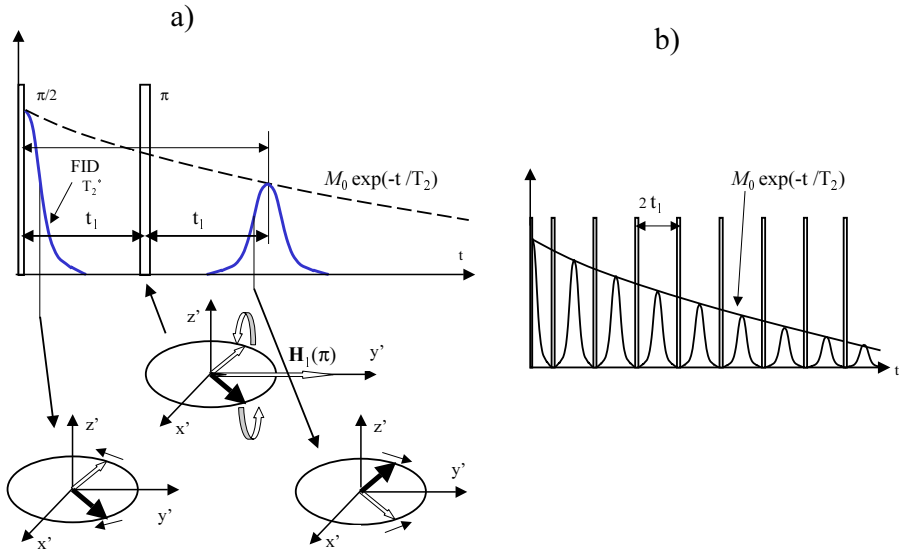 a)
b)
π/2
π
FID
T₂*
M₀ exp(-t /T₂)
t₁
t₁
t
M₀ exp(-t /T₂)
2 t₁
t
z’
H₁(π)
y’
x’
z’
y’
x’
z’
y’
x’